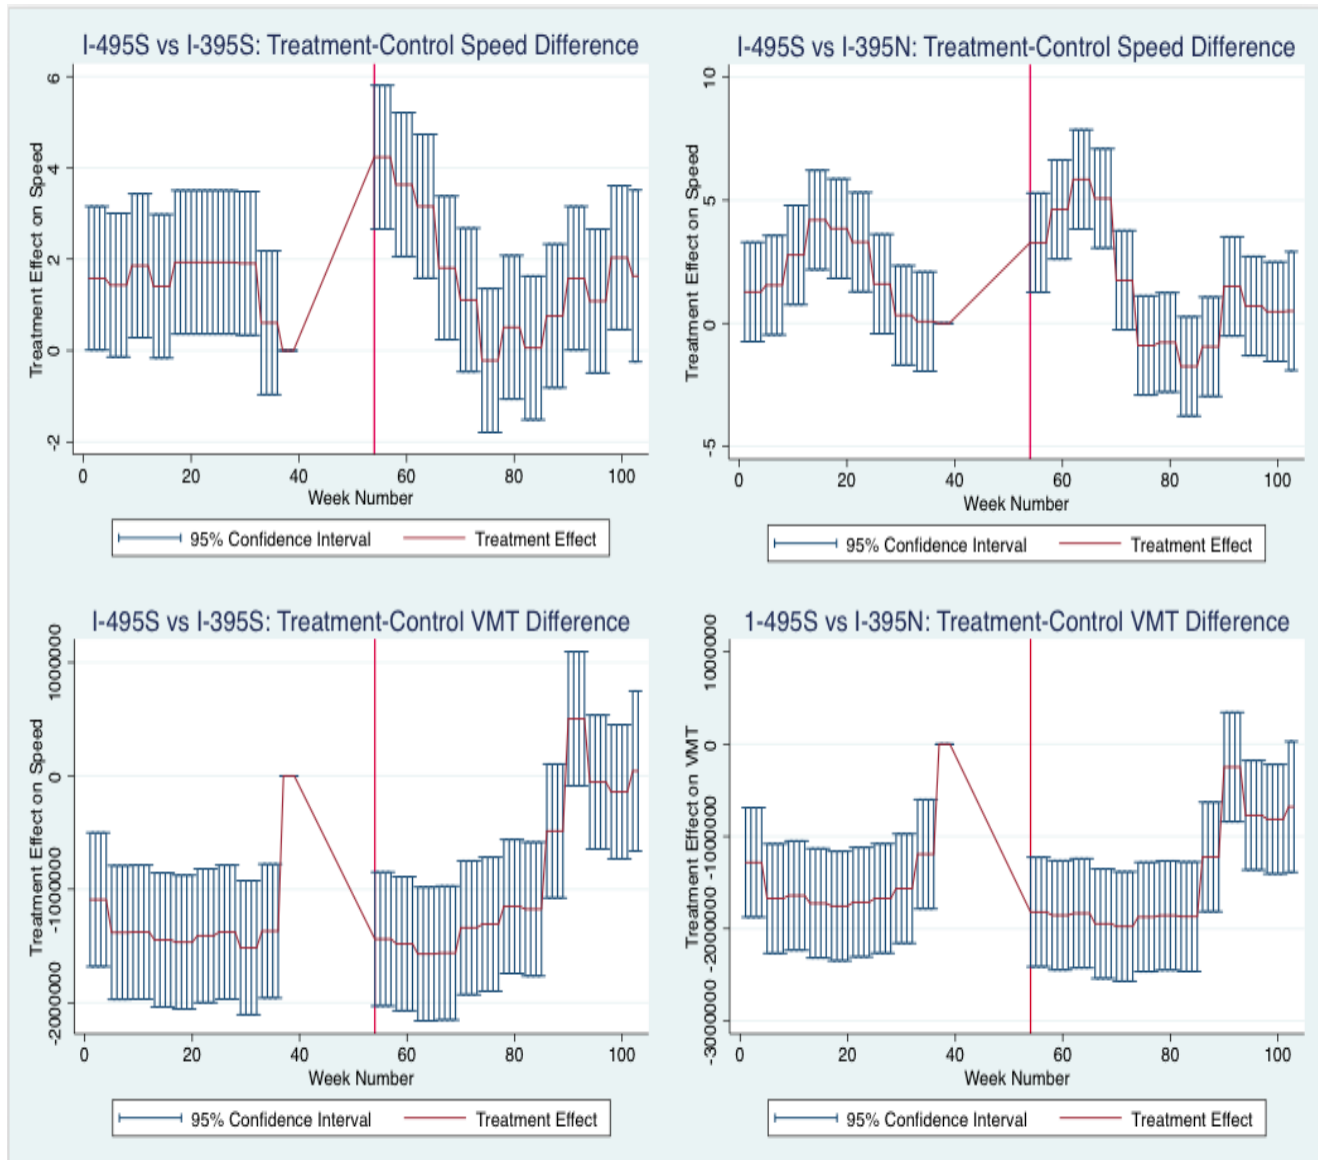 I-495S vs I-395S: Treatment-Control Speed Difference
Treatment Effect on Speed
6
4
2
0
-2
0 20 40 60 80 100
Week Number
95% Confidence Interval Treatment Effect
I-495S vs I-395N: Treatment-Control Speed Difference
Treatment Effect on Speed
10
5
0
-5
0 20 40 60 80 100
Week Number
95% Confidence Interval Treatment Effect
I-495S vs I-395S: Treatment-Control VMT Difference
Treatment Effect on Speed
1000000
0
-1000000
-2000000
0 20 40 60 80 100
Week Number
95% Confidence Interval Treatment Effect
1-495S vs I-395N: Treatment-Control VMT Difference
Treatment Effect on VMT
1000000
0
-1000000
-2000000
-3000000
0 20 40 60 80 100
Week Number
95% Confidence Interval Treatment Effect